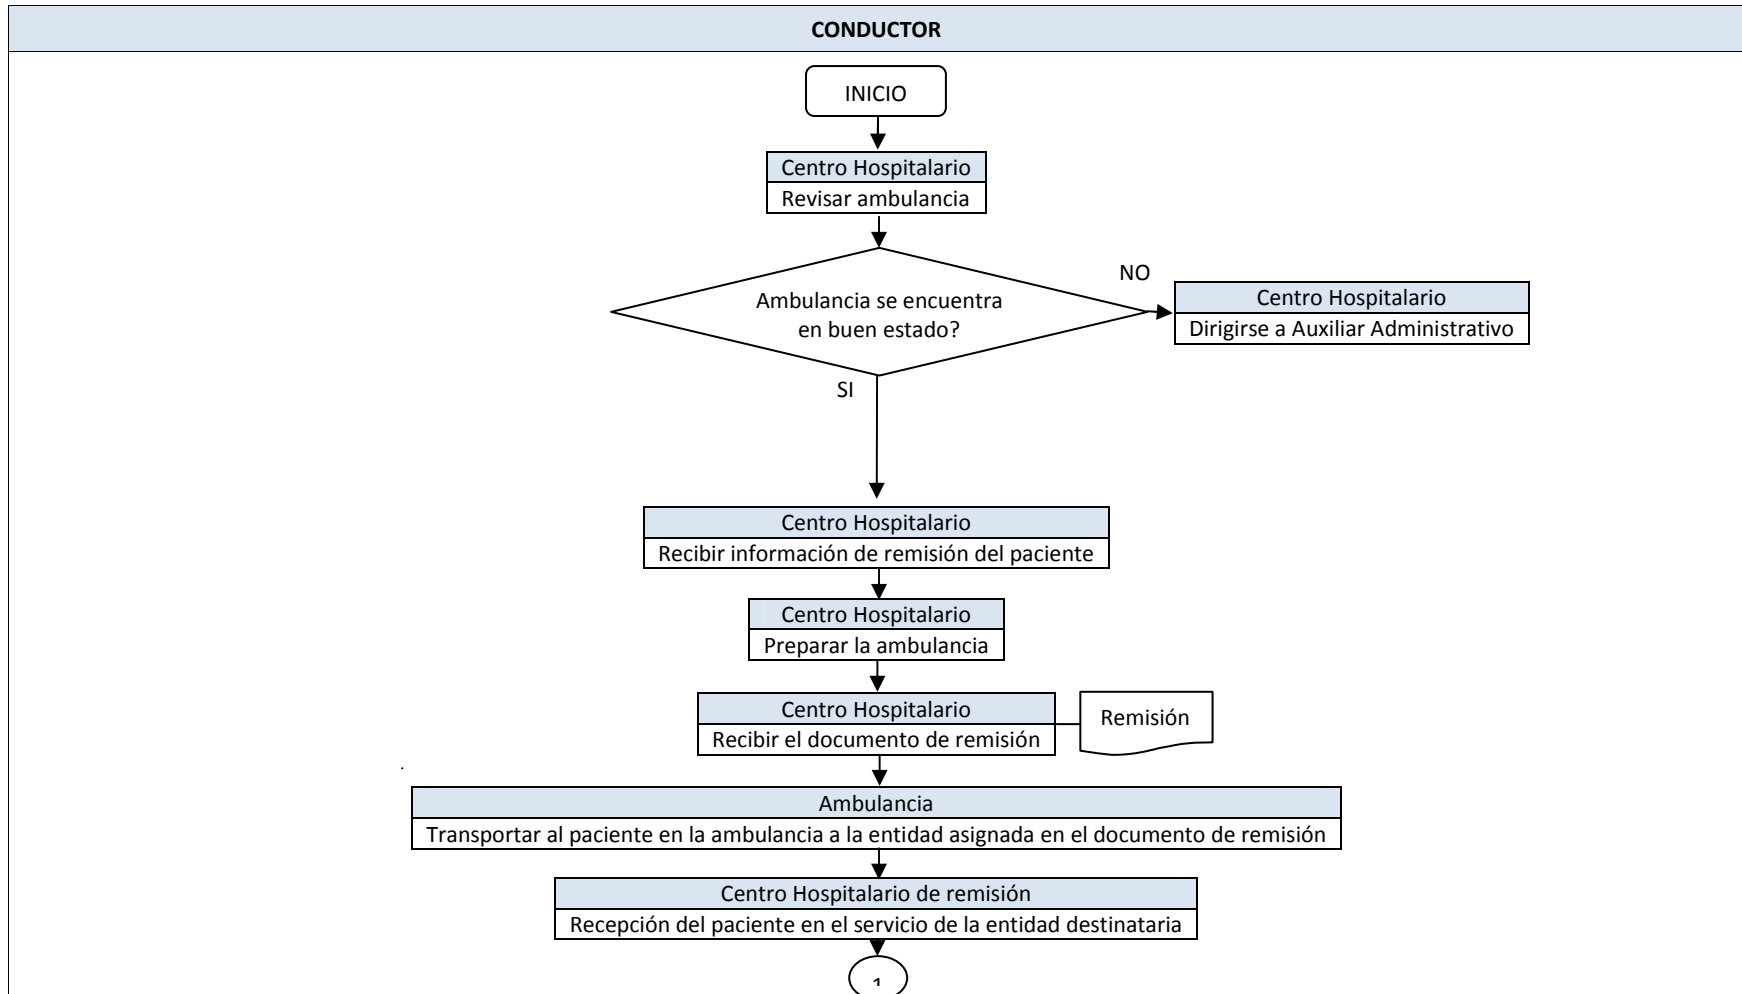 CONDUCTOR
INICIO
Centro Hospitalario
Revisar ambulancia
Ambulancia se encuentra
en buen estado?
NO
Centro Hospitalario
Dirigirse a Auxiliar Administrativo
SI
Centro Hospitalario
Recibir información de remisión del paciente
Centro Hospitalario
Preparar la ambulancia
Centro Hospitalario
Recibir el documento de remisión
Remisión
Ambulancia
Transportar al paciente en la ambulancia a la entidad asignada en el documento de remisión
Centro Hospitalario de remisión
Recepción del paciente en el servicio de la entidad destinataria
1